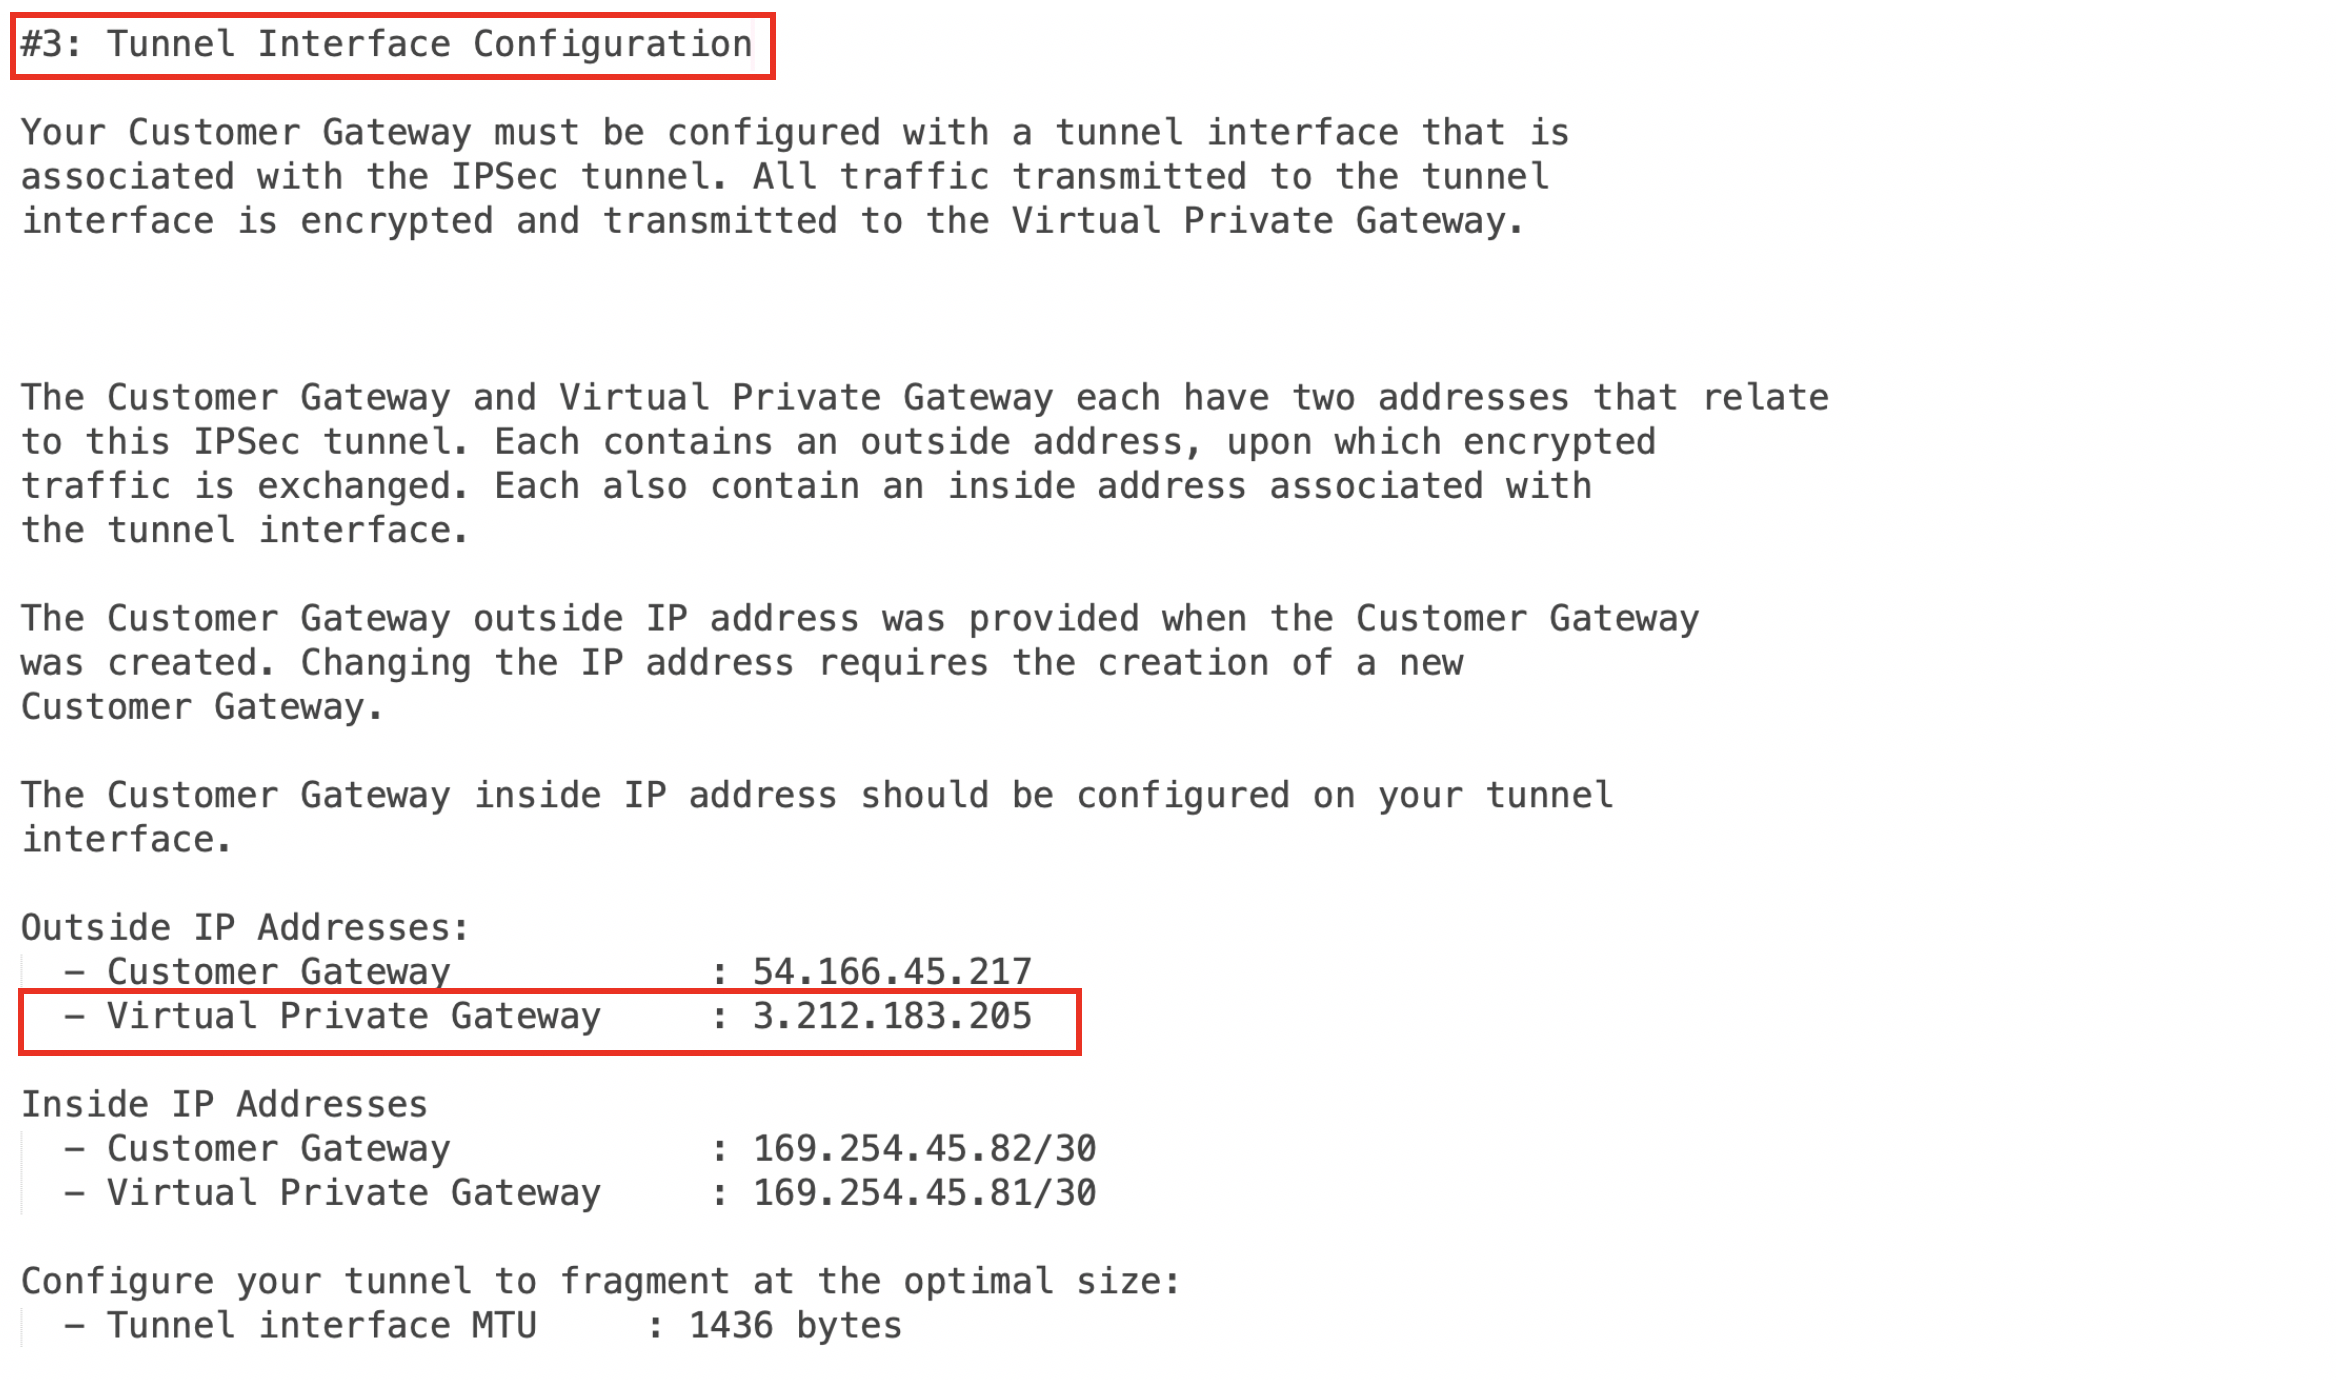 #3: Tunnel Interface Configuration
Your Customer Gateway must be configured with a tunnel interface that is
associated with the IPSec tunnel. All traffic transmitted to the tunnel
interface is encrypted and transmitted to the Virtual Private Gateway.
The Customer Gateway and Virtual Private Gateway each have two addresses that relate
to this IPSec tunnel. Each contains an outside address, upon which encrypted
traffic is exchanged. Each also contain an inside address associated with
the tunnel interface.
The Customer Gateway outside IP address was provided when the Customer Gateway
was created. Changing the IP address requires the creation of a new
Customer Gateway.
The Customer Gateway inside IP address should be configured on your tunnel
interface.
Outside IP Addresses:
- Customer Gateway : 54.166.45.217
- Virtual Private Gateway : 3.212.183.205
Inside IP Addresses
- Customer Gateway : 169.254.45.82/30
- Virtual Private Gateway : 169.254.45.81/30
Configure your tunnel to fragment at the optimal size:
- Tunnel interface MTU : 1436 bytes